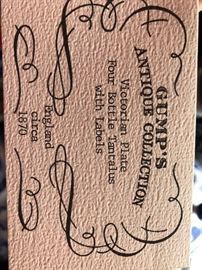 GUMP'S
ANTIQUE COLLECTION
Victorian Plate
Four Bottle Tantalus
with Labels
England
circa
1870